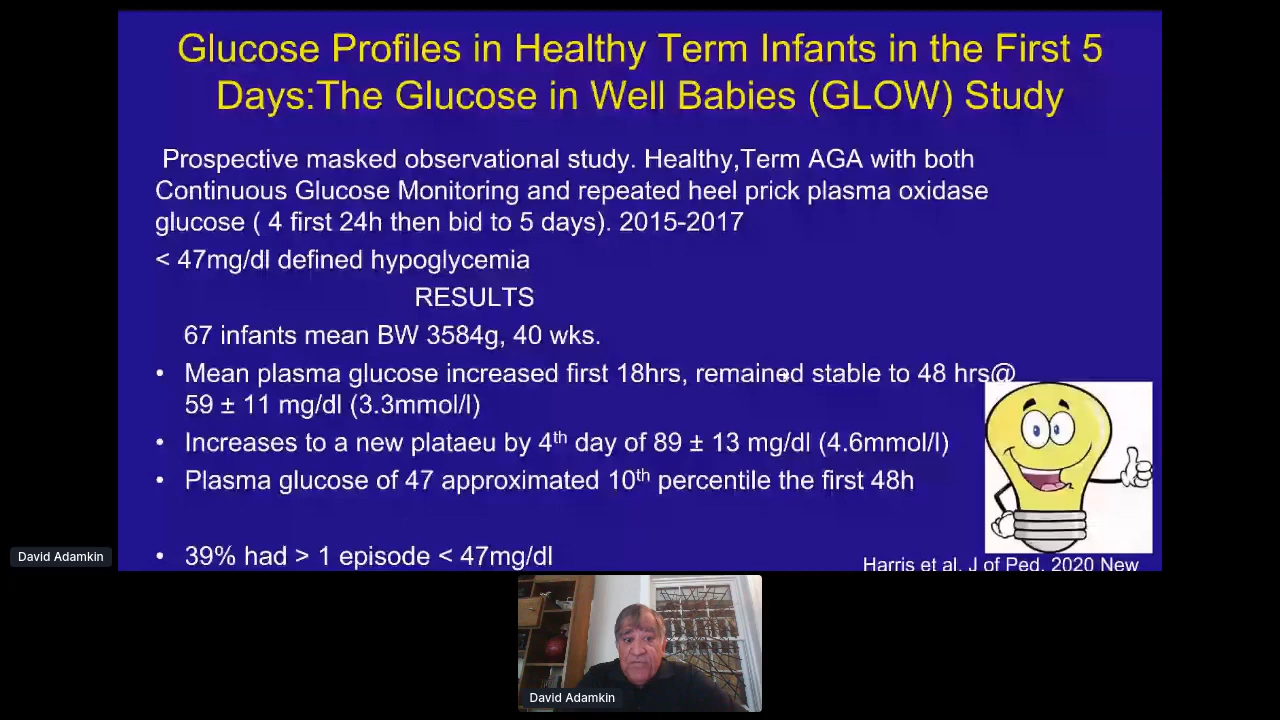 Glucose Profiles in Healthy Term Infants in the First 5
Days:The Glucose in Well Babies (GLOW) Study
Prospective masked observational study. Healthy,Term AGA with both
Continuous Glucose Monitoring and repeated heel prick plasma oxidase
glucose ( 4 first 24h then bid to 5 days). 2015-2017
< 47mg/dl defined hypoglycemia
RESULTS
67 infants mean BW 3584g, 40 wks.
• Mean plasma glucose increased first 18hrs, remained stable to 48 hrs@
59 ± 11 mg/dl (3.3mmol/l)
• Increases to a new plataeu by 4th day of 89 ± 13 mg/dl (4.6mmol/l)
• Plasma glucose of 47 approximated 10th percentile the first 48h
• 39% had > 1 episode < 47mg/dl
Harris et al. J of Ped. 2020 New
David Adamkin
David Adamkin